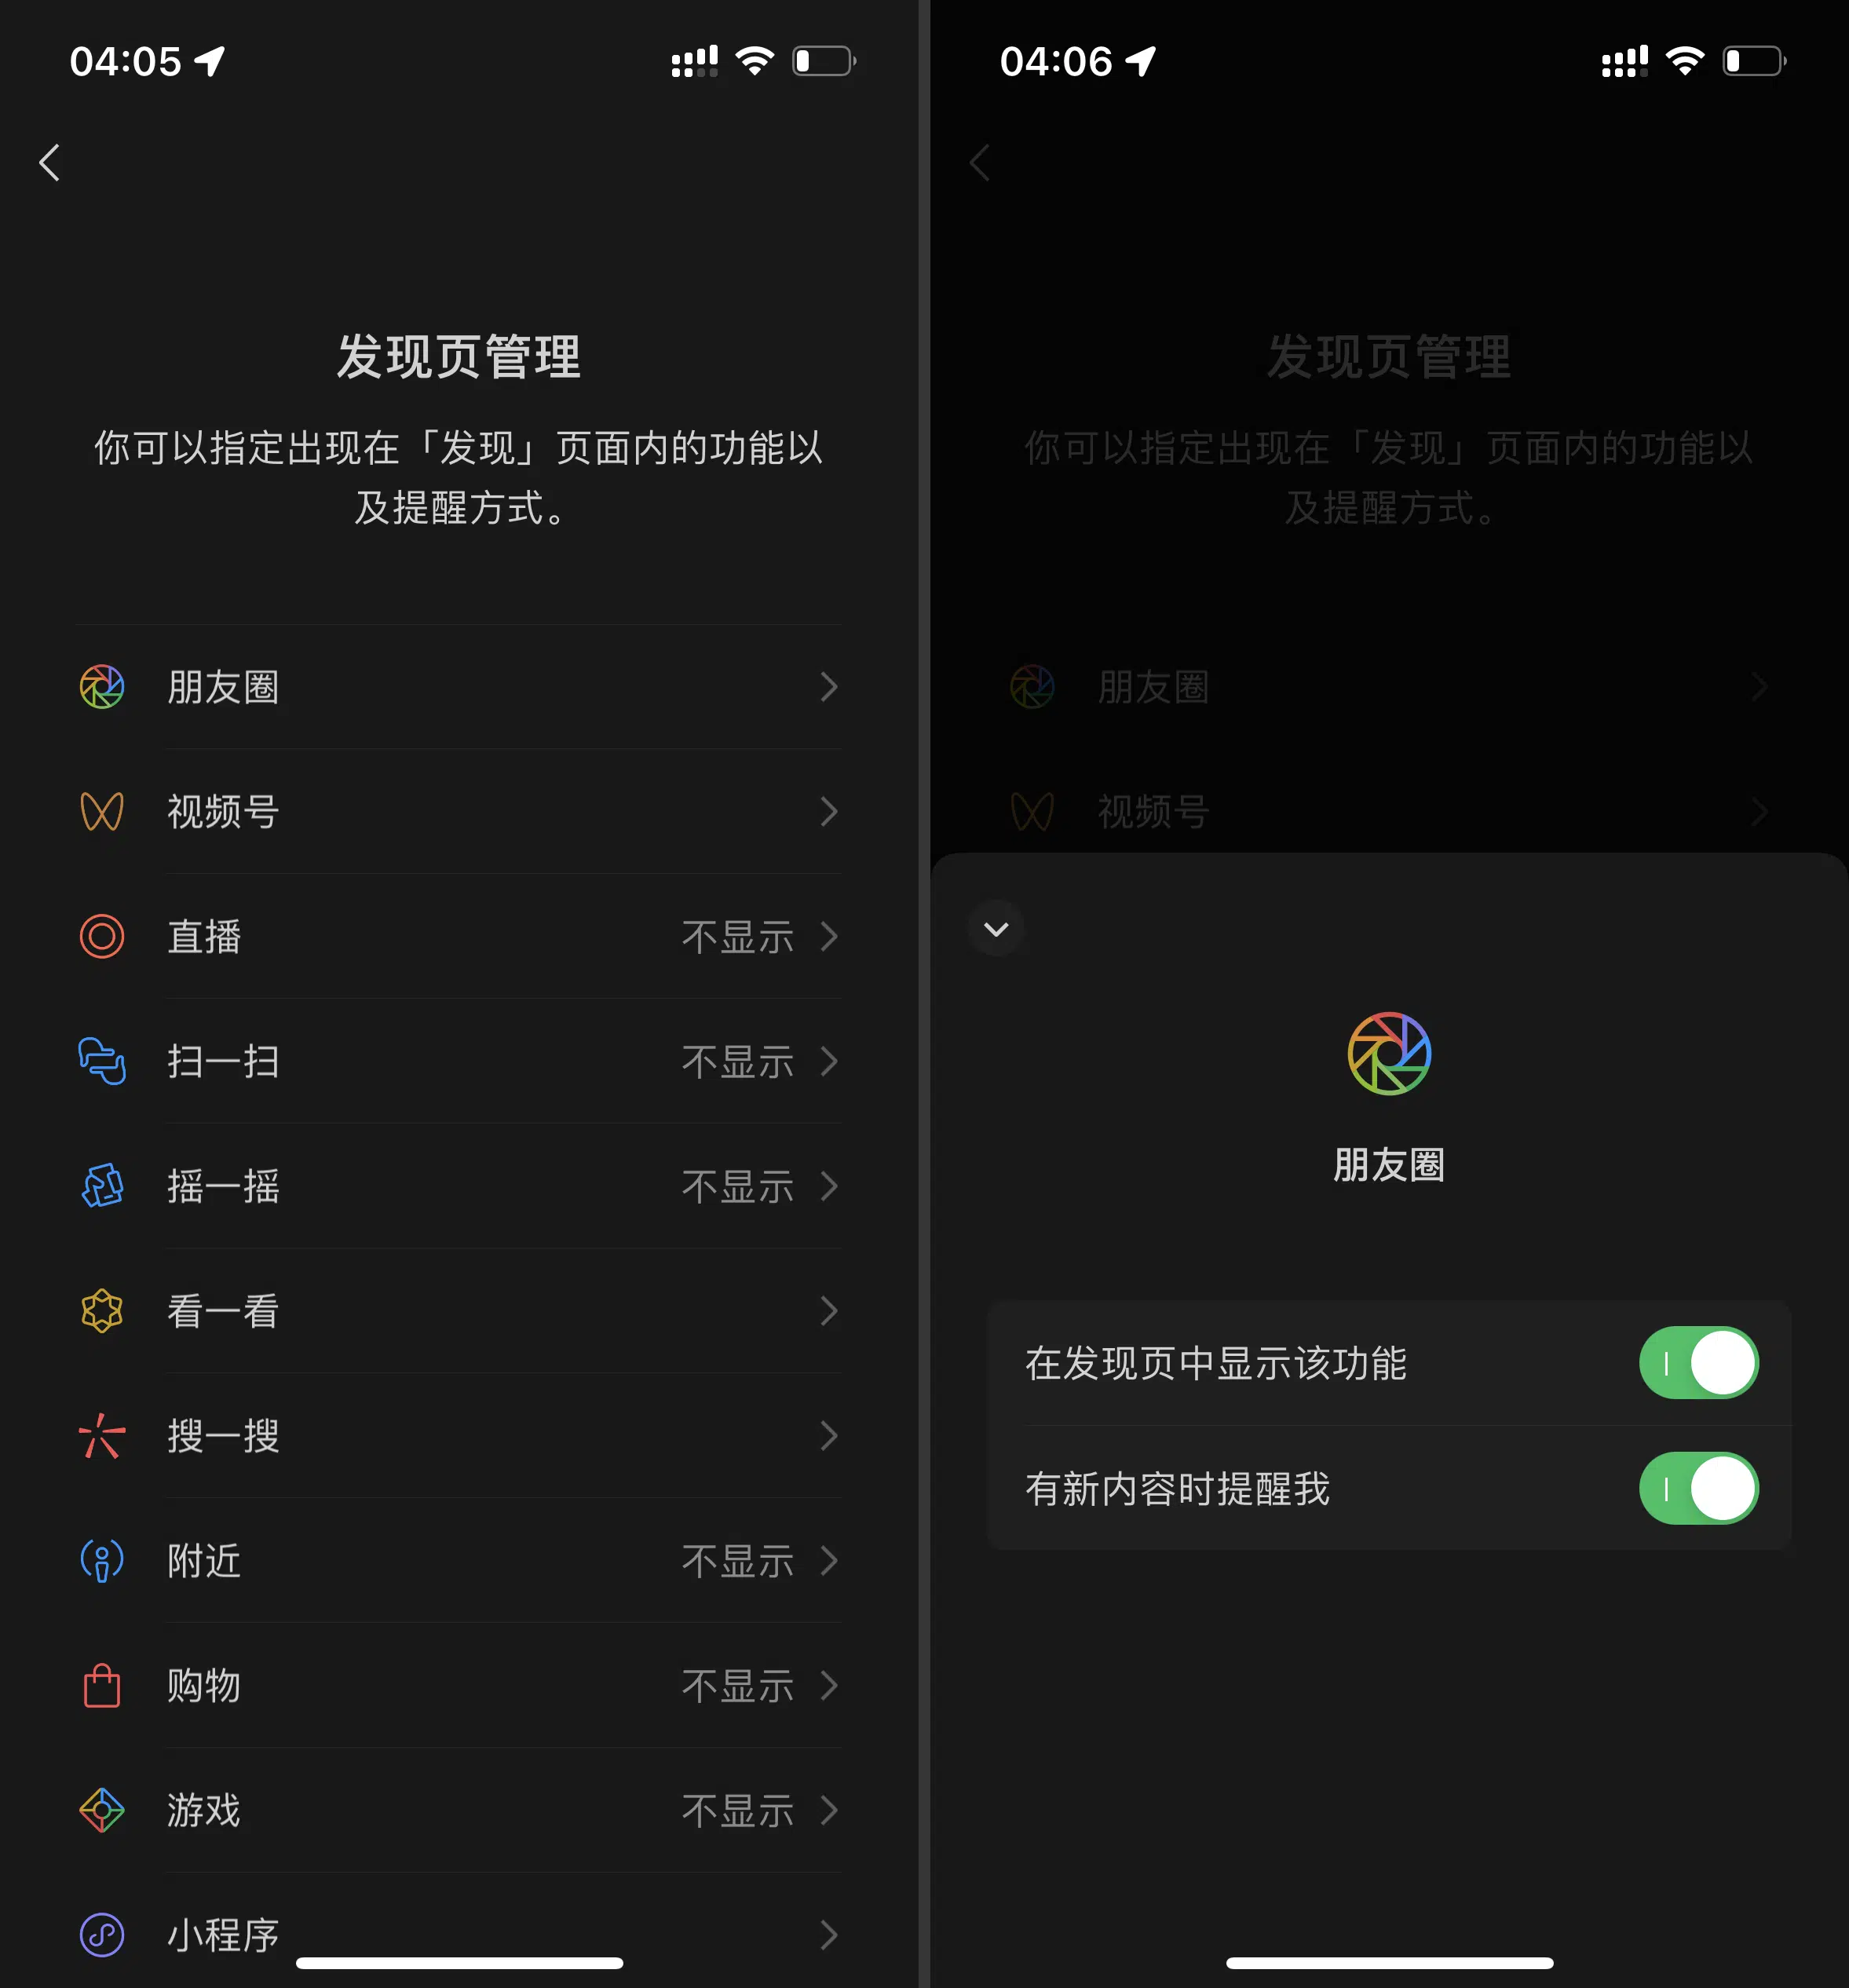 04:05
发现页管理
你可以指定出现在「发现」页面内的功能以
及提醒方式。
朋友圈
视频号
直播 不显示
扫一扫 不显示
摇一摇 不显示
看一看
搜一搜
附近 不显示
购物 不显示
游戏 不显示
小程序
04:06
发现页管理
你可以指定出现在「发现」页面内的功能以
及提醒方式。
朋友圈
视频号
朋友圈
在发现页中显示该功能
有新内容时提醒我